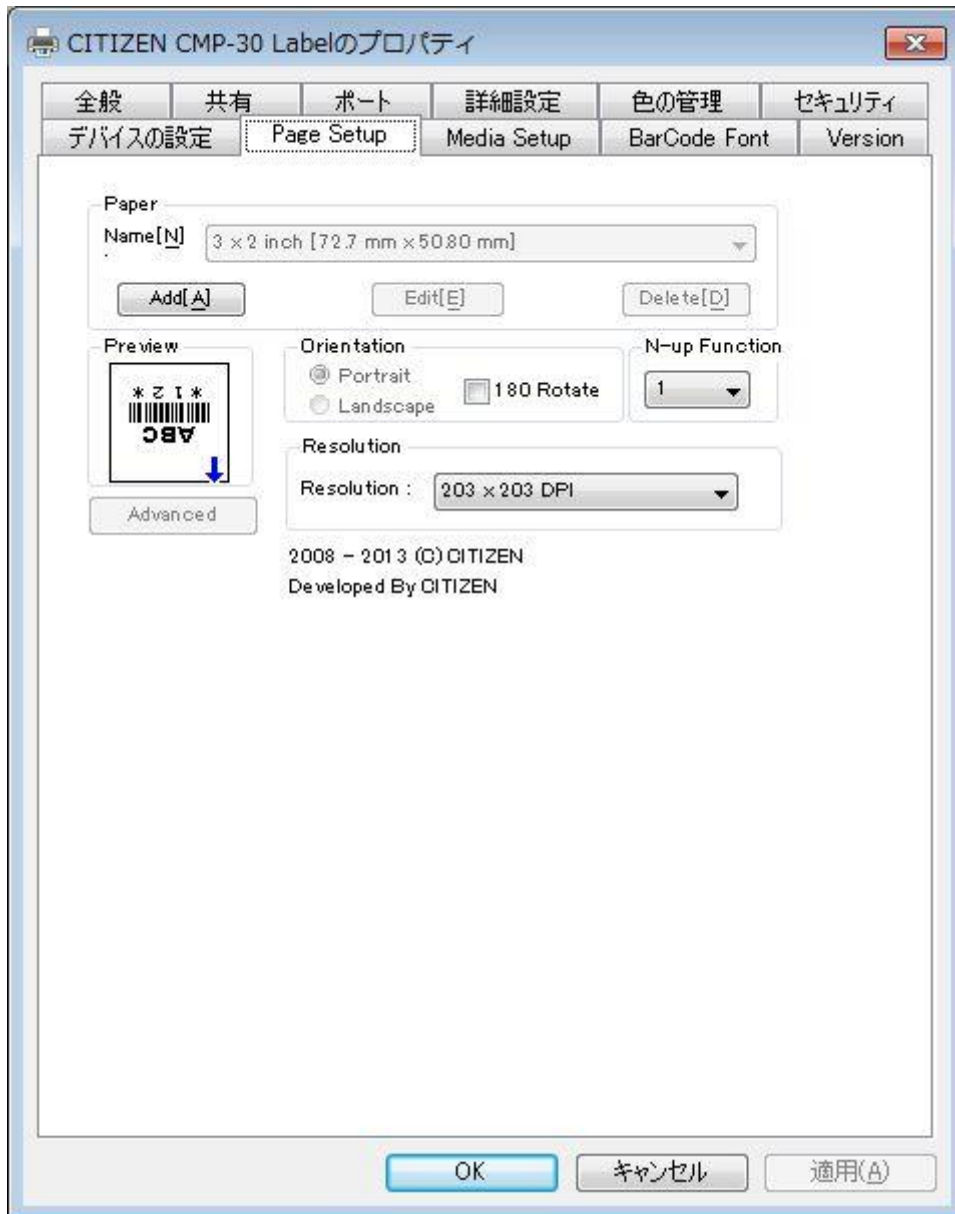 CITIZEN CMP-30 Labelのプロパティ
全般 共有 ポート 詳細設定 色の管理 セキュリティ
デバイスの設定 Page Setup Media Setup BarCode Font Version
Paper
Name[N] 3 x 2 inch [72.7 mm x 50.80 mm]
:
Add[A] Edit[E] Delete[D]
Preview Orientation N-up Function
Portrait
180 Rotate 1
Landscape
* 1 2 *
ABC
Resolution
Resolution : 203 x 203 DPI
Advanced
2008 - 2013 (C) CITIZEN
Developed By CITIZEN
OK キャンセル 適用(A)